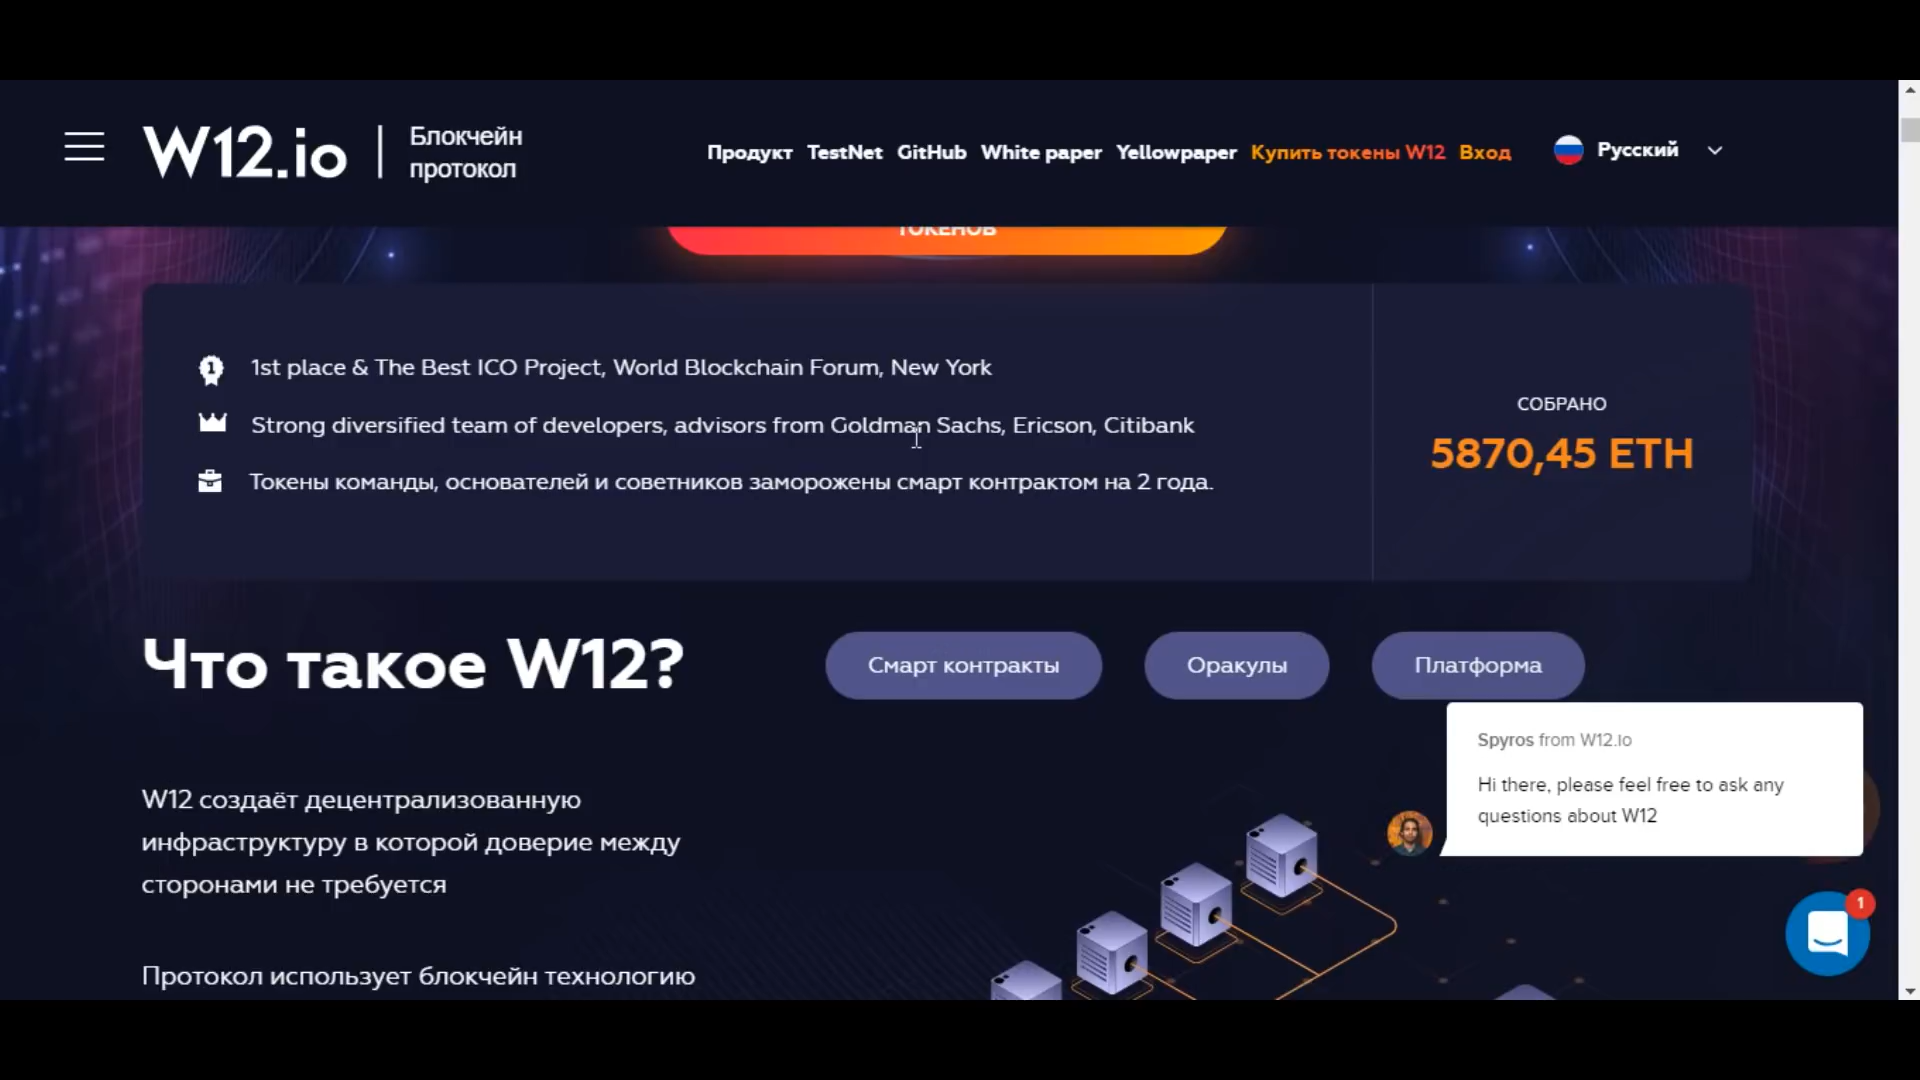 W12.io
Блокчейн
протокол
Продукт TestNet GitHub White paper Yellowpaper Купить токены W12 Вход
Русский
ТОКЕНОВ
1
1st place & The Best ICO Project, World Blockchain Forum, New York
Strong diversified team of developers, advisors from Goldman Sachs, Ericson, Citibank
Токены команды, основателей и советников заморожены смарт контрактом на 2 года.
СОБРАНО
5870,45 ETH
Что такое W12?
Смарт контракты
Оракулы
Платформа
W12 создаёт децентрализованную
инфраструктуру в которой доверие между
сторонами не требуется
Протокол использует блокчейн технологию
Spyros from W12.io
Hi there, please feel free to ask any
questions about W12
1